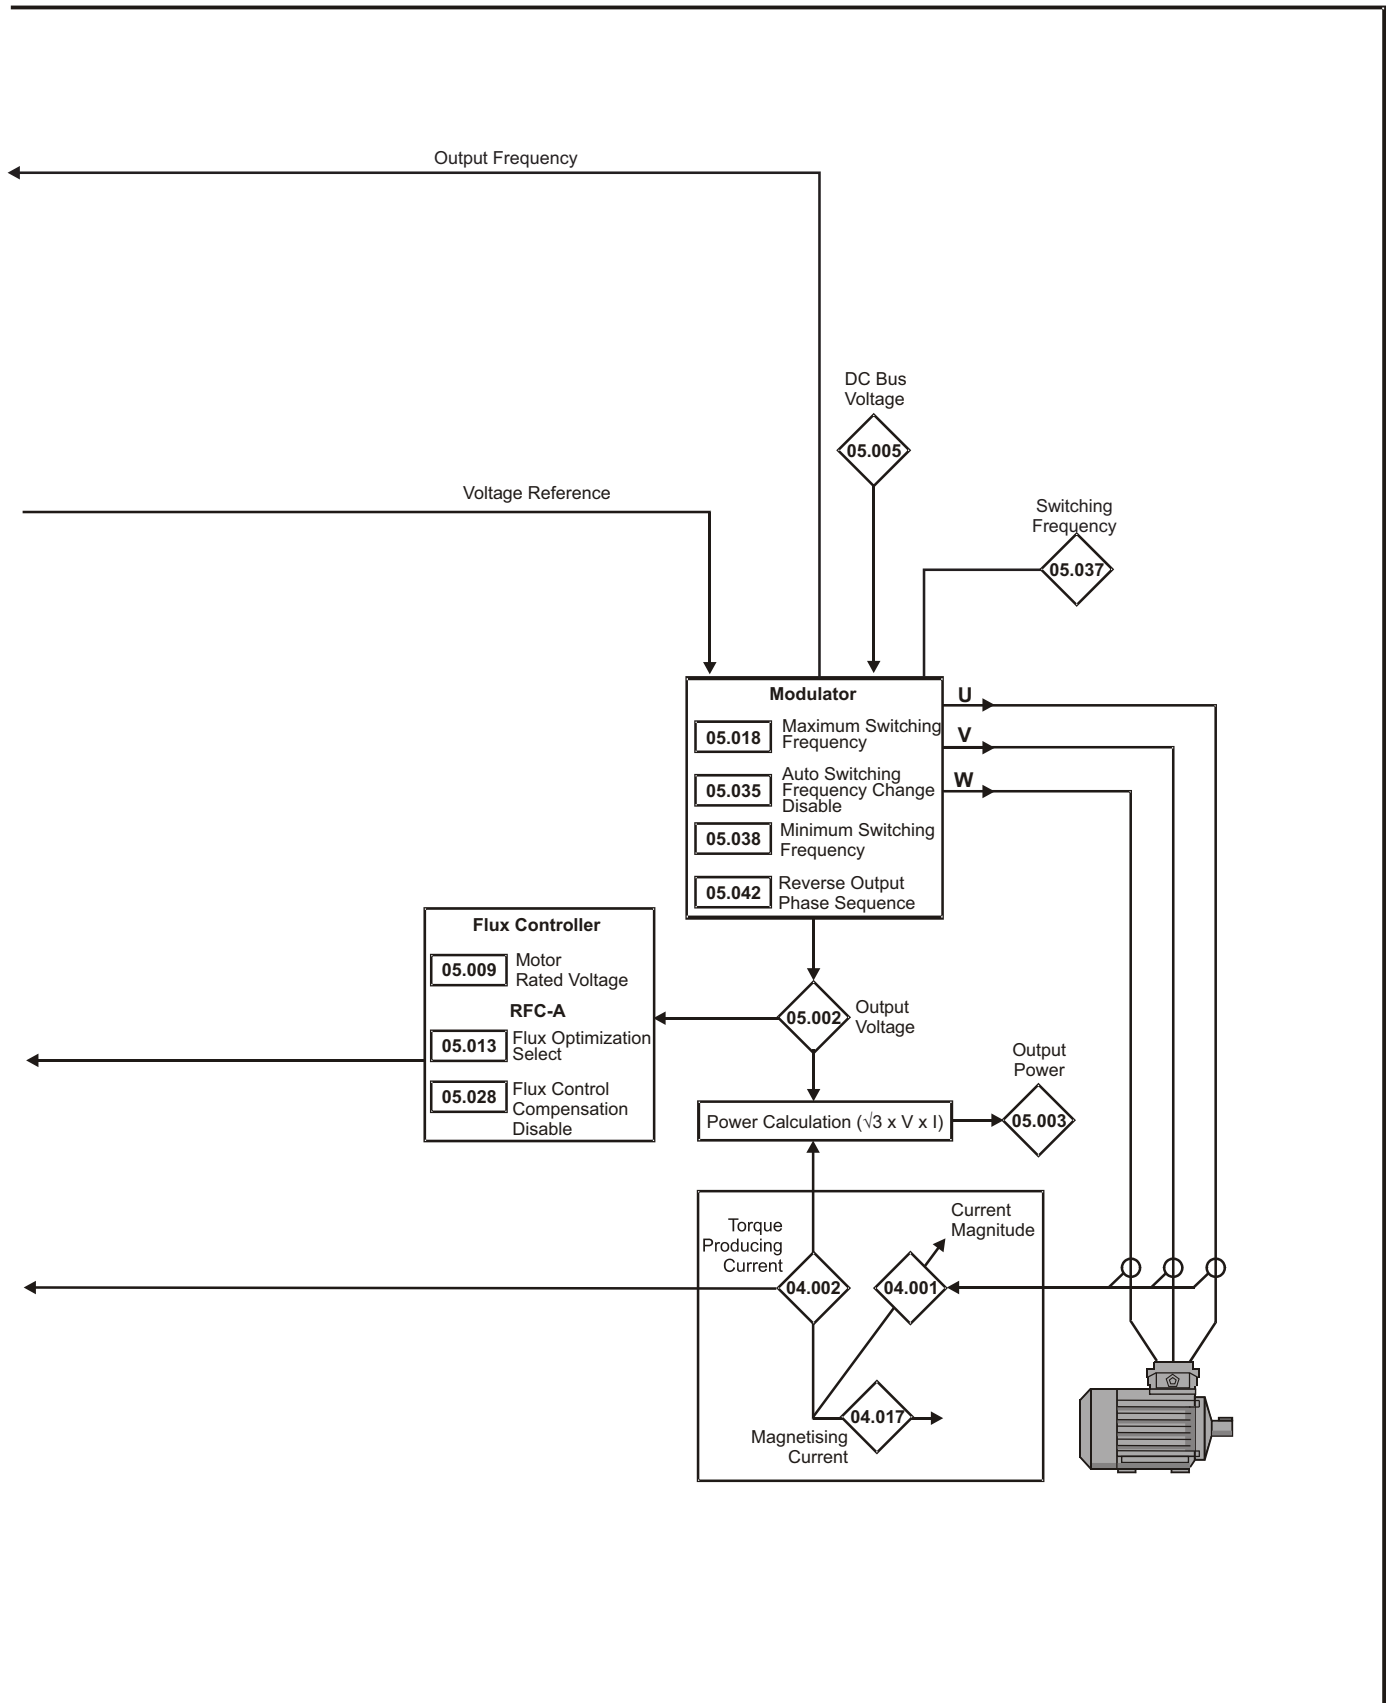 Output Frequency
DC Bus
Voltage
05.005
Voltage Reference
Switching
Frequency
05.037
Modulator
05.018
Maximum Switching
Frequency
05.035
Auto Switching
Frequency Change
Disable
05.038
Minimum Switching
Frequency
05.042
Reverse Output
Phase Sequence
U
V
W
Flux Controller
05.009
Motor
Rated Voltage
RFC-A
05.013
Flux Optimization
Select
05.028
Flux Control
Compensation
Disable
05.002
Output
Voltage
Output
Power
Power Calculation (√3 x V x I)
05.003
Torque
Producing
Current
04.002
Current
Magnitude
04.001
04.017
Magnetising
Current